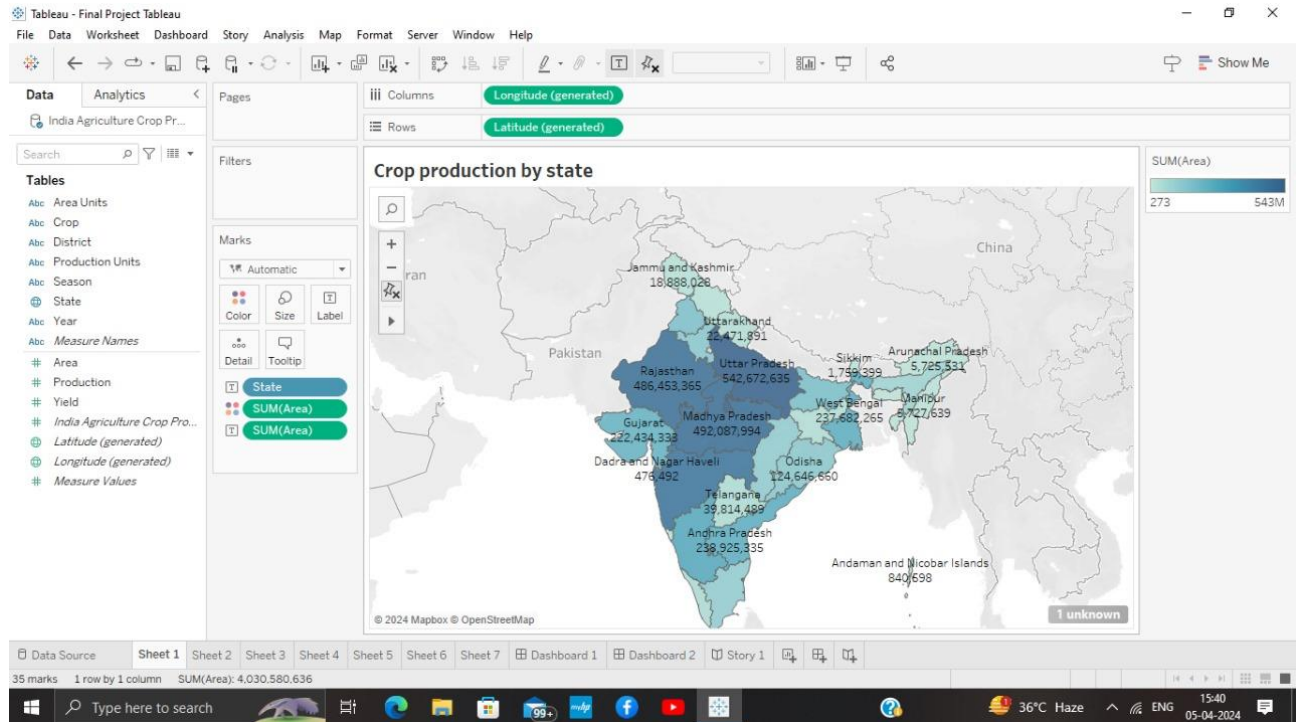 Tableau - Final Project Tableau
File Data Worksheet Dashboard Story Analysis Map Format Server Window Help
Show Me
Data Analytics
India Agriculture Crop Pr...
Search
Tables
Abc Area Units
Abc Crop
Abc District
Abc Production Units
Abc Season
State
Abc Year
Abc Measure Names
# Area
# Production
# Yield
# India Agriculture Crop Pro...
Latitude (generated)
Longitude (generated)
# Measure Values
Pages
Filters
Marks
Automatic
Color Size Label
Detail Tooltip
T State
SUM(Area)
T SUM(Area)
iii Columns Longitude (generated)
Rows Latitude (generated)
Crop production by state
China
ran
Pakistan
Jammu and Kashmir
18,888,028
Uttarakhand
22,471,891
Rajasthan
486,453,365
Uttar Pradesh
542,672,635
Sikkim
1,759,399
Arunachal Pradesh
5,725,531
West Bengal
237,682,265
Manipur
5,727,639
Madhya Pradesh
492,087,994
Gujarat
222,434,333
Dadra and Nagar Haveli
476,492
Odisha
124,646,660
Telangana
39,814,489
Andhra Pradesh
238,925,335
Andaman and Nicobar Islands
840,698
© 2024 Mapbox © OpenStreetMap
1 unknown
SUM(Area)
273 543M
Data Source Sheet 1 Sheet 2 Sheet 3 Sheet 4 Sheet 5 Sheet 6 Sheet 7 Dashboard 1 Dashboard 2 Story 1
35 marks 1 row by 1 column SUM(Area): 4,030,580,636
Type here to search
99+
36°C Haze
ENG
15:40
05-04-2024